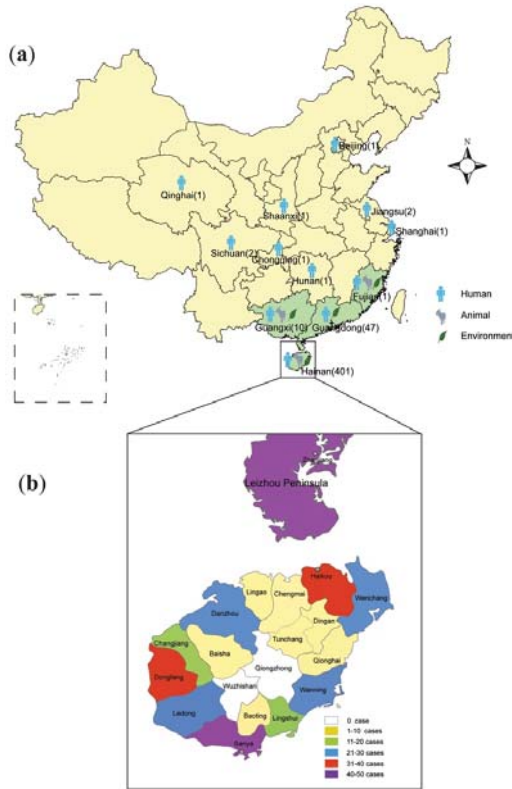 (a)
N
Beijing(1)
Qinghai(1)
Shaanxi(1)
Jiangsu(2)
Shanghai(1)
Sichuan(2)
Chongqing(1)
Hunan(1)
Fujian(1)
Human
Animal
Environmen
Guangxi(10)
Guangdong(47)
Hainan(401)
(b)
Leizhou Peninsula
Haikou
Lingao
Chengmai
Wenchang
Danzhou
Dingan
Changjiang
Tunchang
Baisha
Qionghai
Qiongzhong
Dongfang
Wuzhishan
Wanning
Ledong
Baoting
Lingshui
Sanya
0 case
1-10 cases
11-20 cases
21-30 cases
31-40 cases
40-50 cases